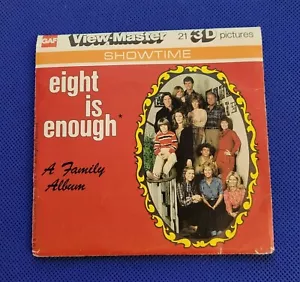 GAF View-Master 21 3D pictures
SHOWTIME
eight
is
enough
A Family
Album